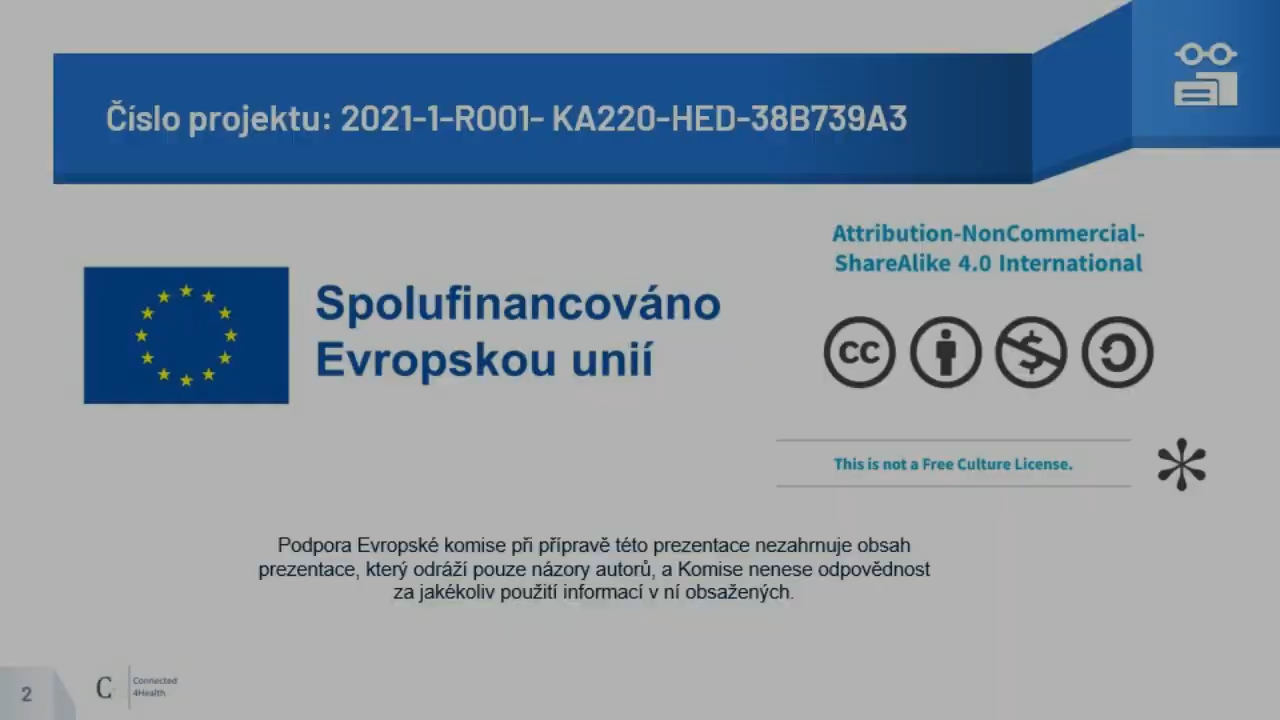 Číslo projektu: 2021-1-RO01- KA220-HED-38B739A3
Attribution-NonCommercial-
ShareAlike 4.0 International
Spolufinancováno
Evropskou unií
cc
This is not a Free Culture License.
Podpora Evropské komise při přípravě této prezentace nezahrnuje obsah
prezentace, který odráží pouze názory autorů, a Komise nenese odpovědnost
za jakékoliv použití informací v ní obsažených.
2
C
Connected
4Health